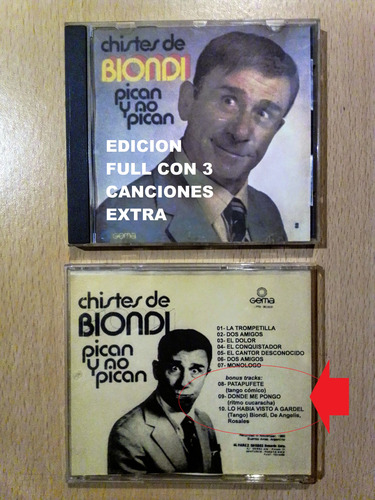 chistes de
BIONDI
pican
y no
pican
EDICION
FULL CON 3
CANCIONES
EXTRA
Gema
chistes de
BIONDI
pican
y no
pican
Gema
01- LA TROMPETILLA
02- DOS AMIGOS
03- EL DOLOR
04- EL CONQUISTADOR
05- EL CANTOR DESCONOCIDO
06- DOS AMIGOS
07- MONOLOGO
bonus tracks:
08- PATAPUFETE
(tango cómico)
09- DONDE ME PONGO
(ritmo cucaracha)
10. LO HABIA VISTO A GARDEL
(Tango) Biondi, De Angelis,
Rosales